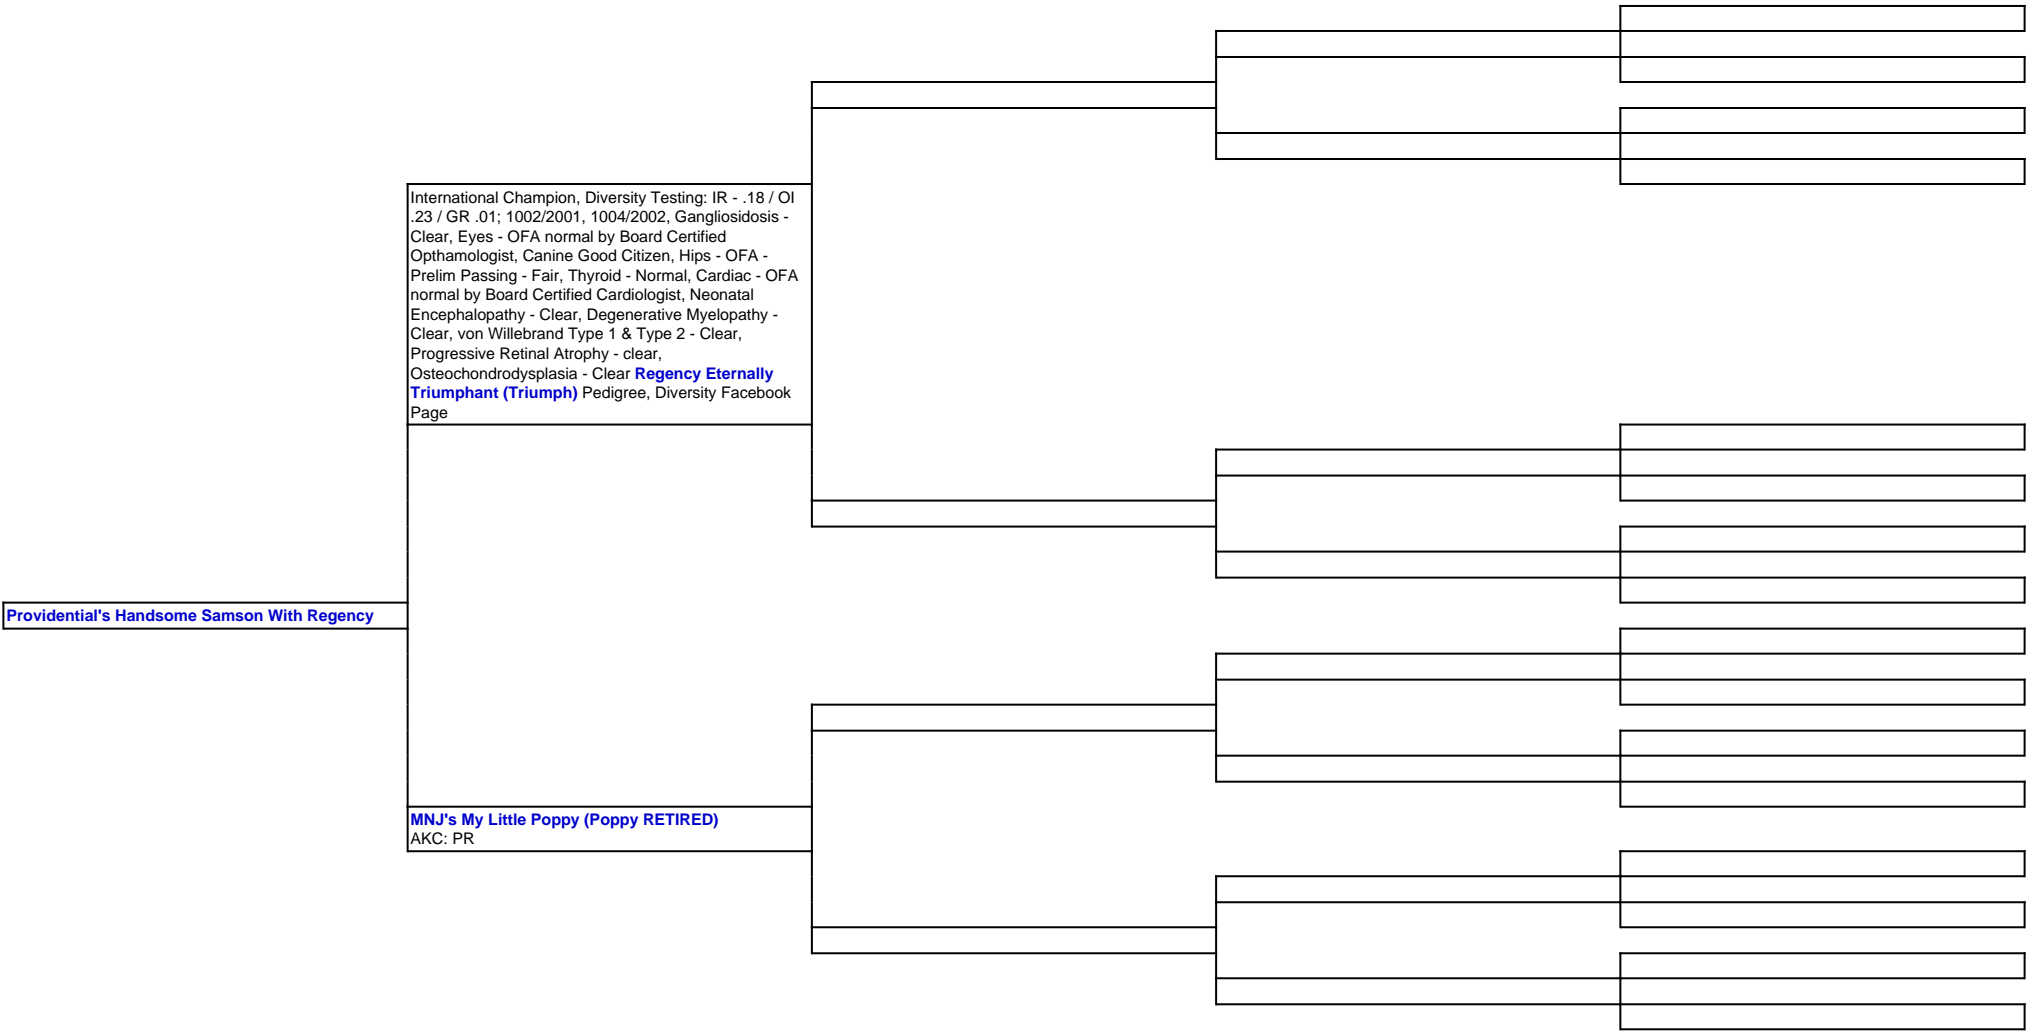 International Champion, Diversity Testing: IR - .18 / OI
.23 / GR .01; 1002/2001, 1004/2002, Gangliosidosis -
Clear, Eyes - OFA normal by Board Certified
Opthamologist, Canine Good Citizen, Hips - OFA -
Prelim Passing - Fair, Thyroid - Normal, Cardiac - OFA
normal by Board Certified Cardiologist, Neonatal
Encephalopathy - Clear, Degenerative Myelopathy -
Clear, von Willebrand Type 1 & Type 2 - Clear,
Progressive Retinal Atrophy - clear,
Osteochondrodysplasia - Clear Regency Eternally
Triumphant (Triumph) Pedigree, Diversity Facebook
Page
Providential's Handsome Samson With Regency
MNJ's My Little Poppy (Poppy RETIRED)
AKC: PR